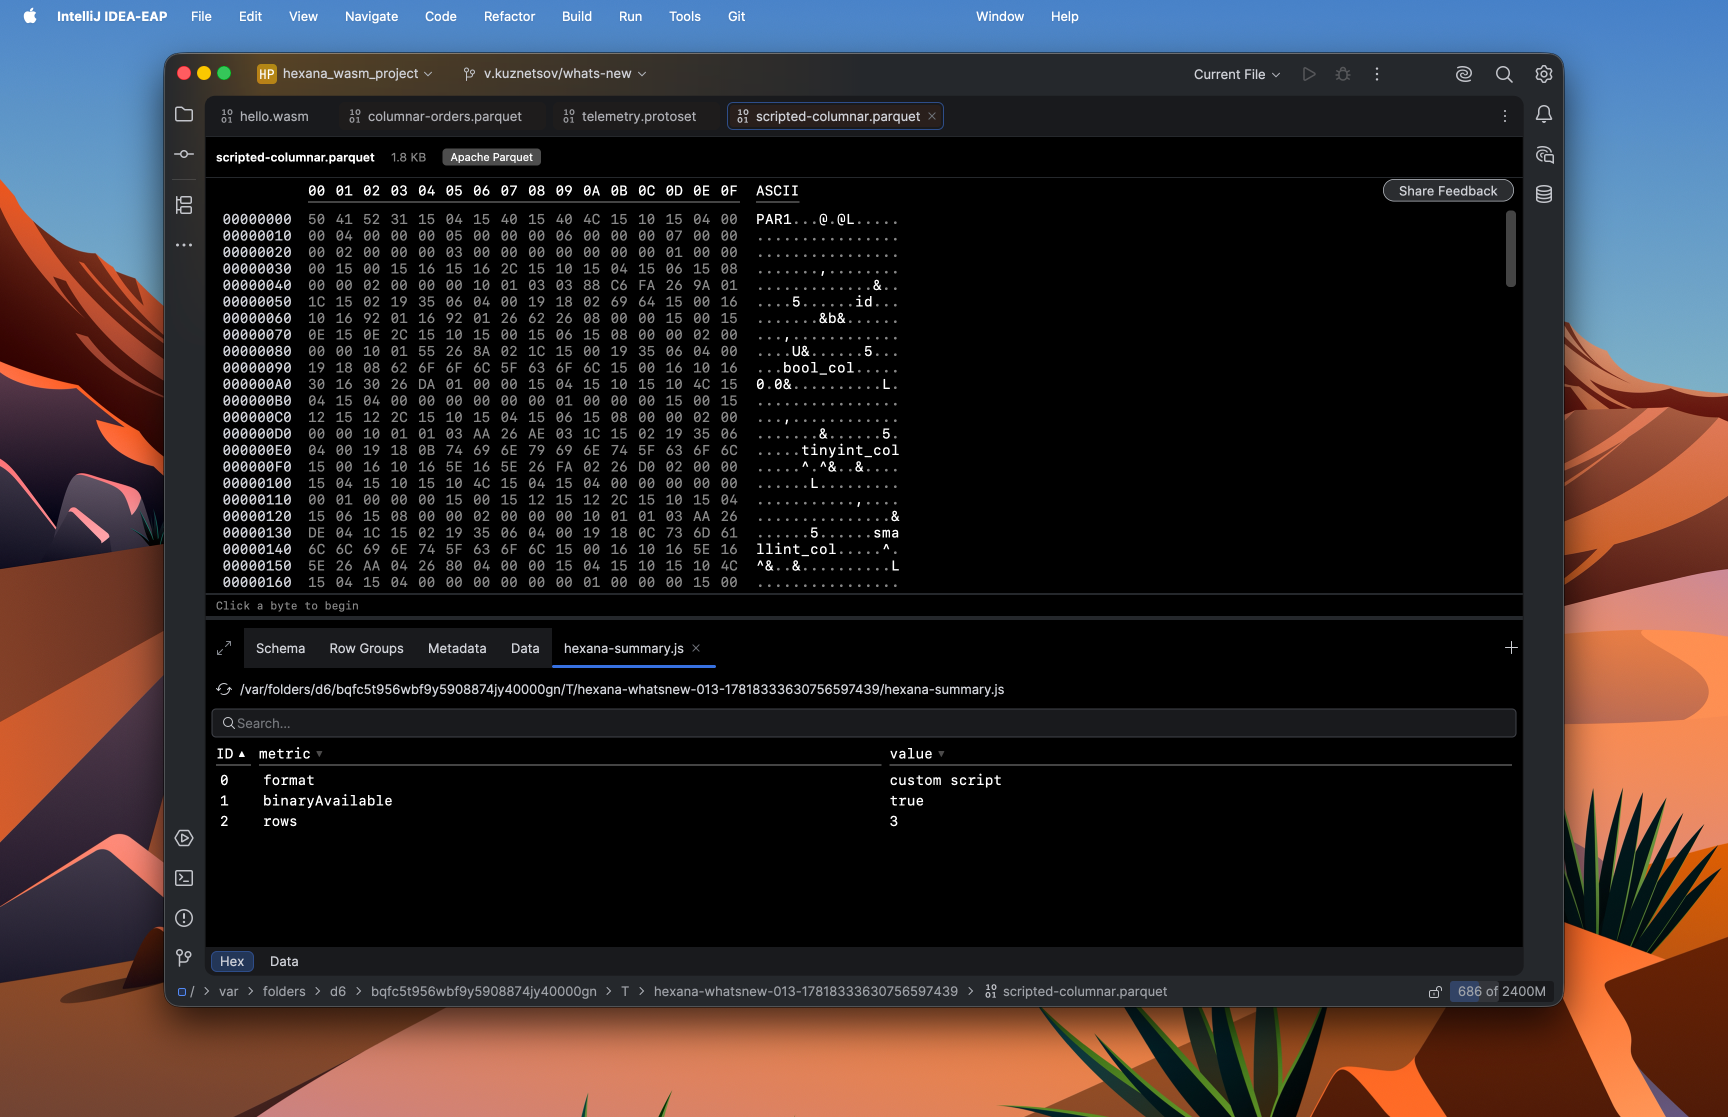 IntelliJ IDEA-EAP File Edit View Navigate Code Refactor Build Run Tools Git Window Help
HP hexana_wasm_project v.kuznetsov/whats-new Current File
hello.wasm columnar-orders.parquet telemetry.protoset scripted-columnar.parquet
scripted-columnar.parquet 1.8 KB Apache Parquet
00 01 02 03 04 05 06 07 08 09 0A 0B 0C 0D 0E 0F ASCII
Share Feedback
00000000 50 41 52 31 15 04 15 40 15 40 4C 15 10 15 04 00 PAR1...@.@L.....
00000010 00 04 00 00 00 05 00 00 00 06 00 00 00 07 00 00 ................
00000020 00 02 00 00 00 03 00 00 00 00 00 00 00 01 00 00 ................
00000030 00 15 00 15 16 15 16 2C 15 10 15 04 15 06 15 08 .......,........
00000040 00 00 02 00 00 00 10 01 03 03 88 C6 FA 26 9A 01 .............&..
00000050 1C 15 02 19 35 06 04 00 19 18 02 69 64 15 00 16 ....5......id...
00000060 10 16 92 01 16 92 01 26 62 26 08 00 00 15 00 15 .......&b&......
00000070 0E 15 0E 2C 15 10 15 00 15 06 15 08 00 00 02 00 ...,............
00000080 00 00 10 01 55 26 8A 02 1C 15 00 19 35 06 04 00 ....U&......5...
00000090 19 18 08 62 6F 6F 6C 5F 63 6F 6C 15 00 16 10 16 ...bool_col.....
000000A0 30 16 30 26 DA 01 00 00 15 04 15 10 15 10 4C 15 0.0&..........L.
000000B0 04 15 04 00 00 00 00 00 00 01 00 00 00 15 00 15 ................
000000C0 12 15 12 2C 15 10 15 04 15 06 15 08 00 00 02 00 ...,............
000000D0 00 00 10 01 01 03 AA 26 AE 03 1C 15 02 19 35 06 .......&......5.
000000E0 04 00 19 18 0B 74 69 6E 79 69 6E 74 5F 63 6F 6C .....tinyint_col
000000F0 15 00 16 10 16 5E 16 5E 26 FA 02 26 D0 02 00 00 .....^.^&..&....
00000100 15 04 15 10 15 10 4C 15 04 15 04 00 00 00 00 00 ......L.........
00000110 00 01 00 00 00 15 00 15 12 15 12 2C 15 10 15 04 ...........,....
00000120 15 06 15 08 00 00 02 00 00 00 10 01 01 03 AA 26 ...............&
00000130 DE 04 1C 15 02 19 35 06 04 00 19 18 0C 73 6D 61 ......5......sma
00000140 6C 6C 69 6E 74 5F 63 6F 6C 15 00 16 10 16 5E 16 llint_col.....^.
00000150 5E 26 AA 04 26 80 04 00 00 15 04 15 10 15 10 4C ^&..&..........L
00000160 15 04 15 04 00 00 00 00 00 00 01 00 00 00 15 00 ................
Click a byte to begin
Schema Row Groups Metadata Data hexana-summary.js
/var/folders/d6/bqfc5t956wbf9y5908874jy40000gn/T/hexana-whatsnew-013-17818333630756597439/hexana-summary.js
Search...
ID metric value
0 format custom script
1 binaryAvailable true
2 rows 3
Hex Data
/ > var > folders > d6 > bqfc5t956wbf9y5908874jy40000gn > T > hexana-whatsnew-013-17818333630756597439 > scripted-columnar.parquet 686 of 2400M